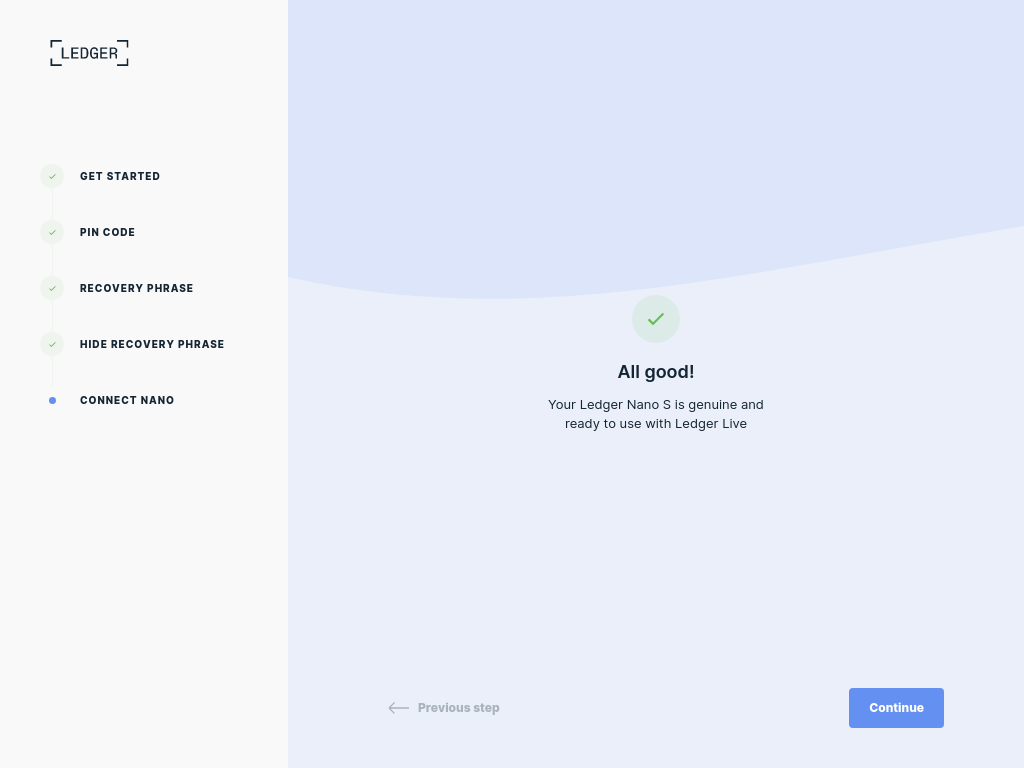 LEDGER
GET STARTED
PIN CODE
RECOVERY PHRASE
HIDE RECOVERY PHRASE
CONNECT NANO
All good!
Your Ledger Nano S is genuine and
ready to use with Ledger Live
Previous step
Continue